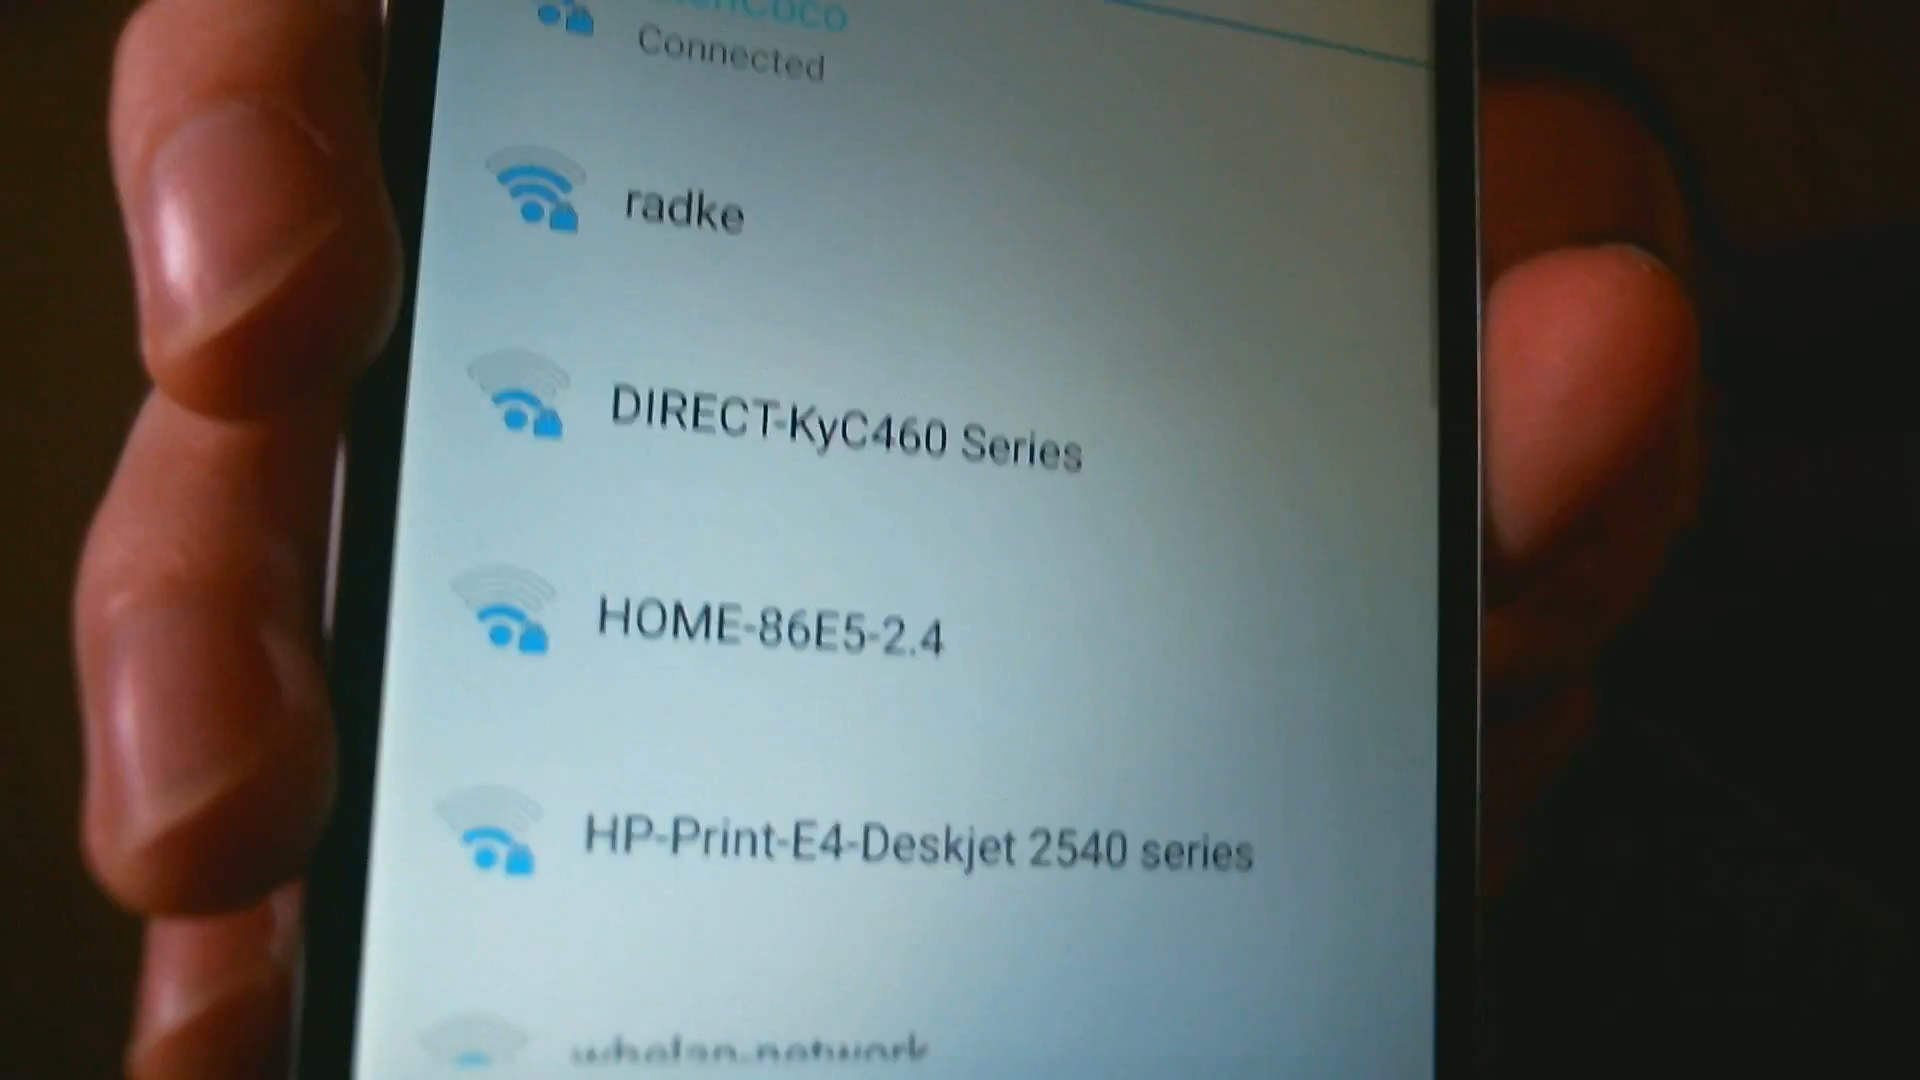 Connected
radke
DIRECT-KyC460 Series
HOME-86E5-2.4
HP-Print-E4-Deskjet 2540 series